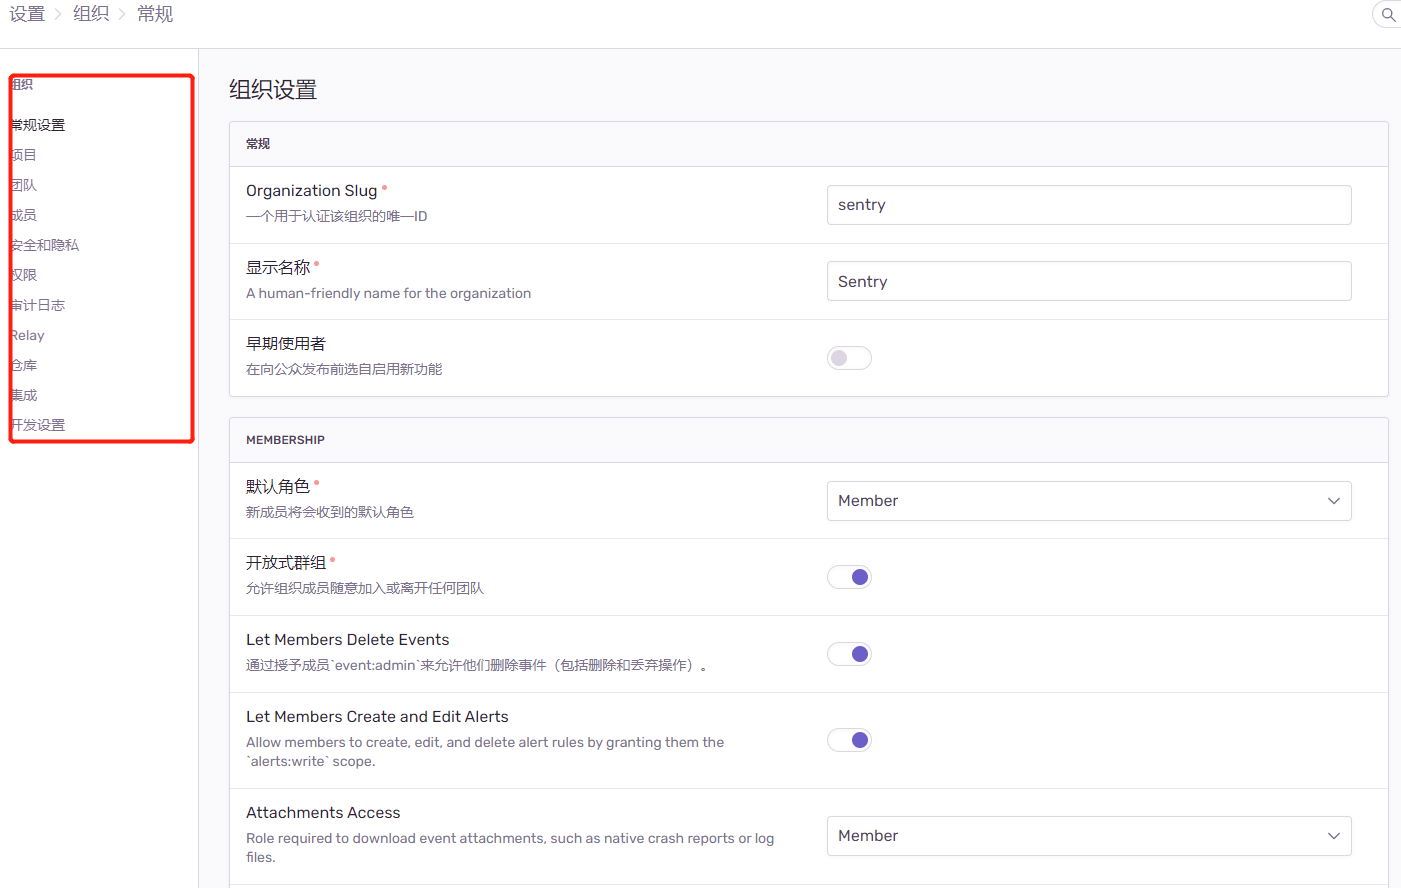 设置 > 组织 > 常规
组织
常规设置
项目
团队
成员
安全和隐私
权限
审计日志
Relay
仓库
集成
开发设置
组织设置
常规
Organization Slug
一个用于认证该组织的唯一ID
sentry
显示名称
A human-friendly name for the organization
Sentry
早期使用者
在向公众发布前选自启用新功能
MEMBERSHIP
默认角色
新成员将会收到的默认角色
Member
开放式群组
允许组织成员随意加入或离开任何团队
Let Members Delete Events
通过授予成员`event:admin`来允许他们删除事件（包括删除和丢弃操作）。
Let Members Create and Edit Alerts
Allow members to create, edit, and delete alert rules by granting them the
`alerts:write` scope.
Attachments Access
Role required to download event attachments, such as native crash reports or log
files.
Member